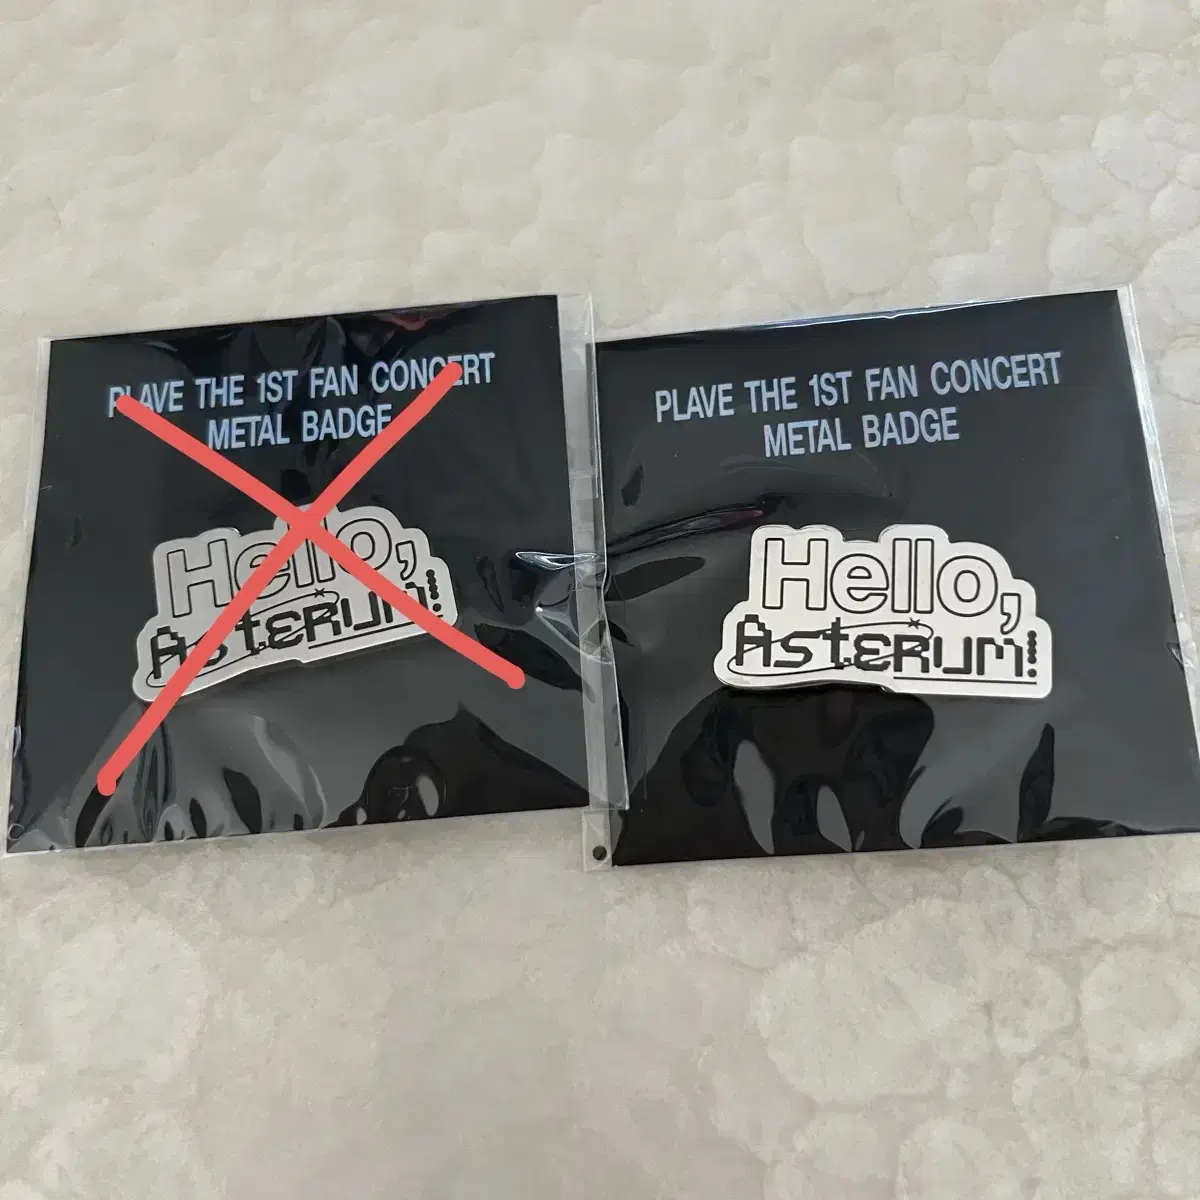 PLAVE THE 1ST FAN CONCERT
METAL BADGE
Hello,
Asterum!
PLAVE THE 1ST FAN CONCERT
METAL BADGE
Hello,
Asterum!